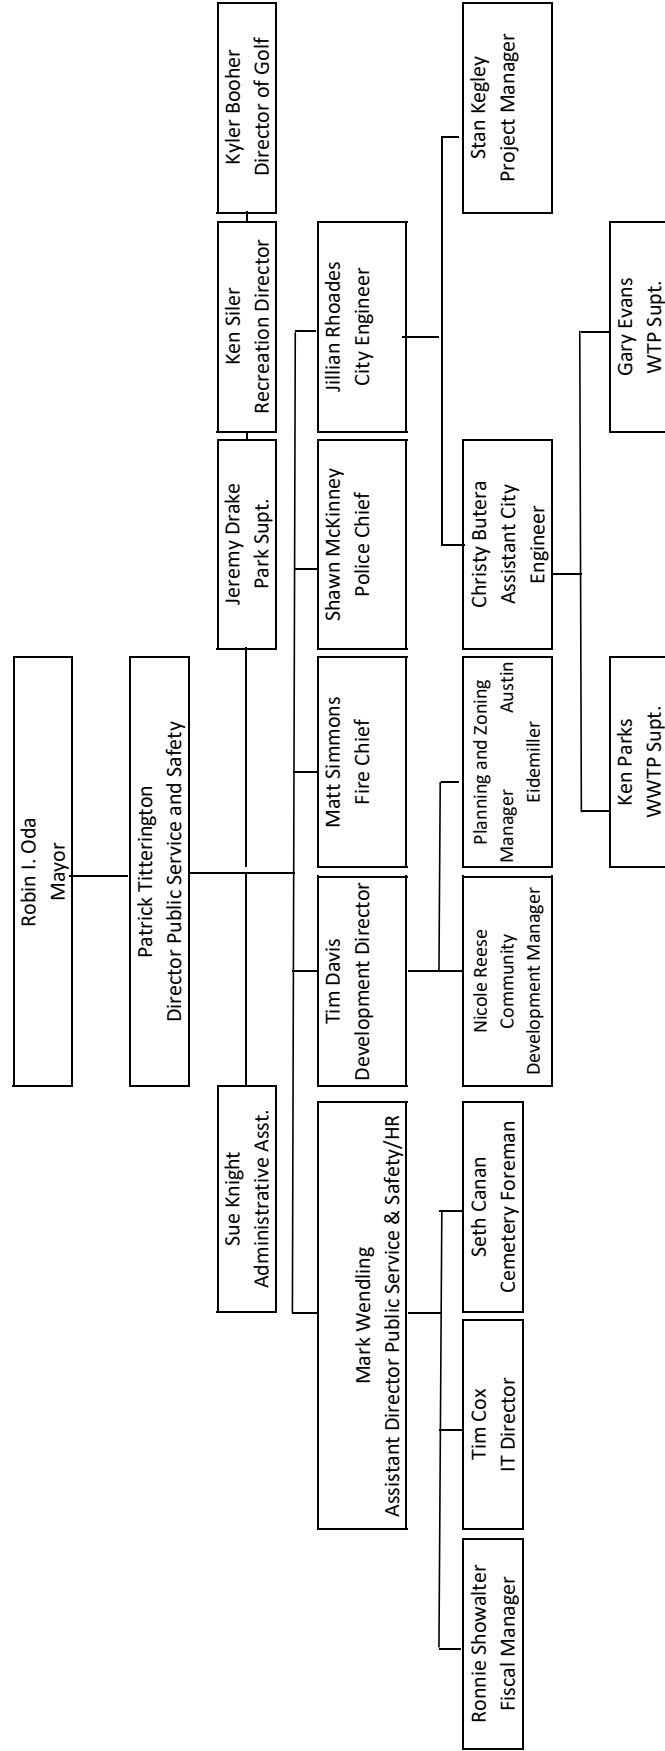 Robin I. Oda
Mayor
Patrick Titterington
Director Public Service and Safety
Sue Knight
Administrative Asst.
Jeremy Drake
Park Supt.
Ken Siler
Recreation Director
Kyler Booher
Director of Golf
Mark Wendling
Assistant Director Public Service & Safety/HR
Tim Davis
Development Director
Matt Simmons
Fire Chief
Shawn McKinney
Police Chief
Jillian Rhoades
City Engineer
Ronnie Showalter
Fiscal Manager
Tim Cox
IT Director
Seth Canan
Cemetery Foreman
Nicole Reese
Community
Development Manager
Planning and Zoning
Manager Austin
Eidemiller
Christy Butera
Assistant City
Engineer
Stan Kegley
Project Manager
Ken Parks
WWTP Supt.
Gary Evans
WTP Supt.